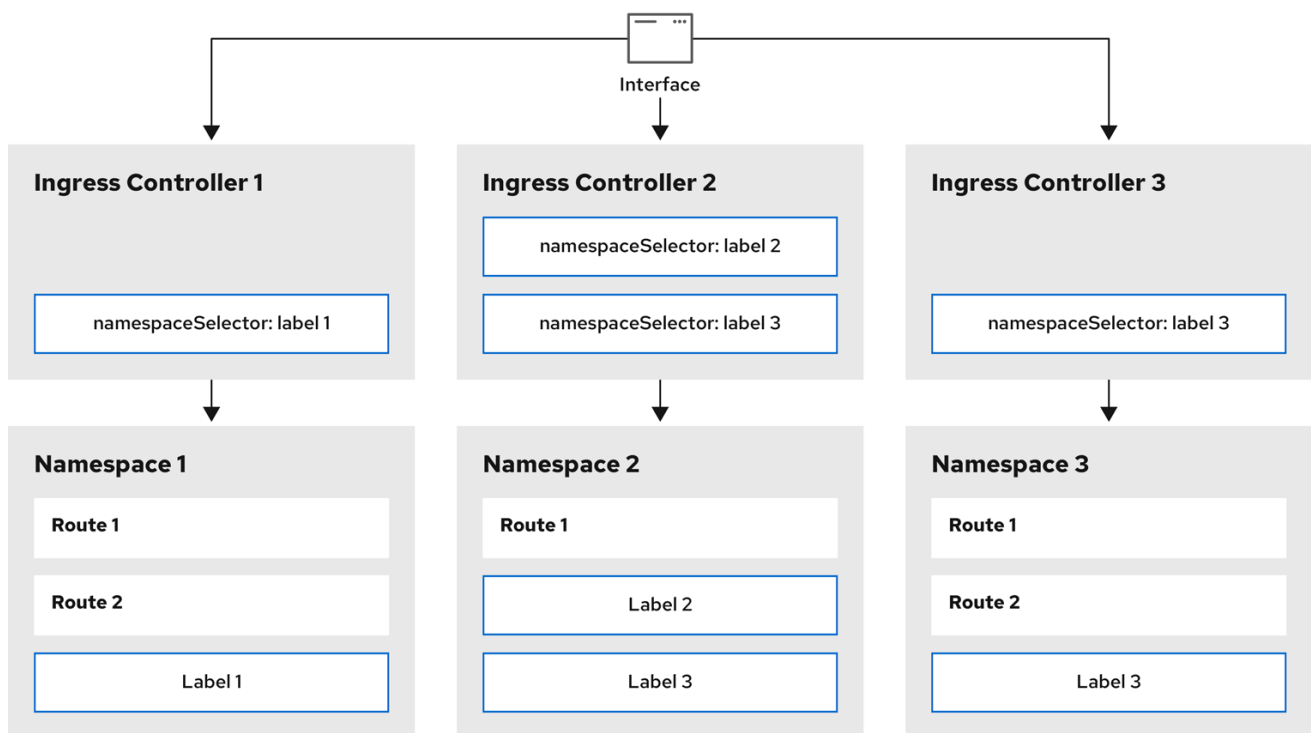 Interface
Ingress Controller 1
namespaceSelector: label 1
Ingress Controller 2
namespaceSelector: label 2
namespaceSelector: label 3
Ingress Controller 3
namespaceSelector: label 3
Namespace 1
Route 1
Route 2
Label 1
Namespace 2
Route 1
Label 2
Label 3
Namespace 3
Route 1
Route 2
Label 3